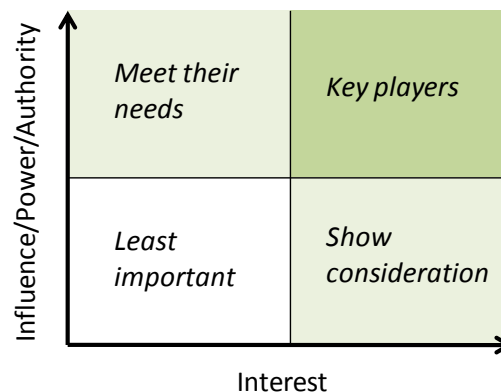 Influence/Power/Authority
Meet their
needs
Key players
Least
important
Show
consideration
Interest